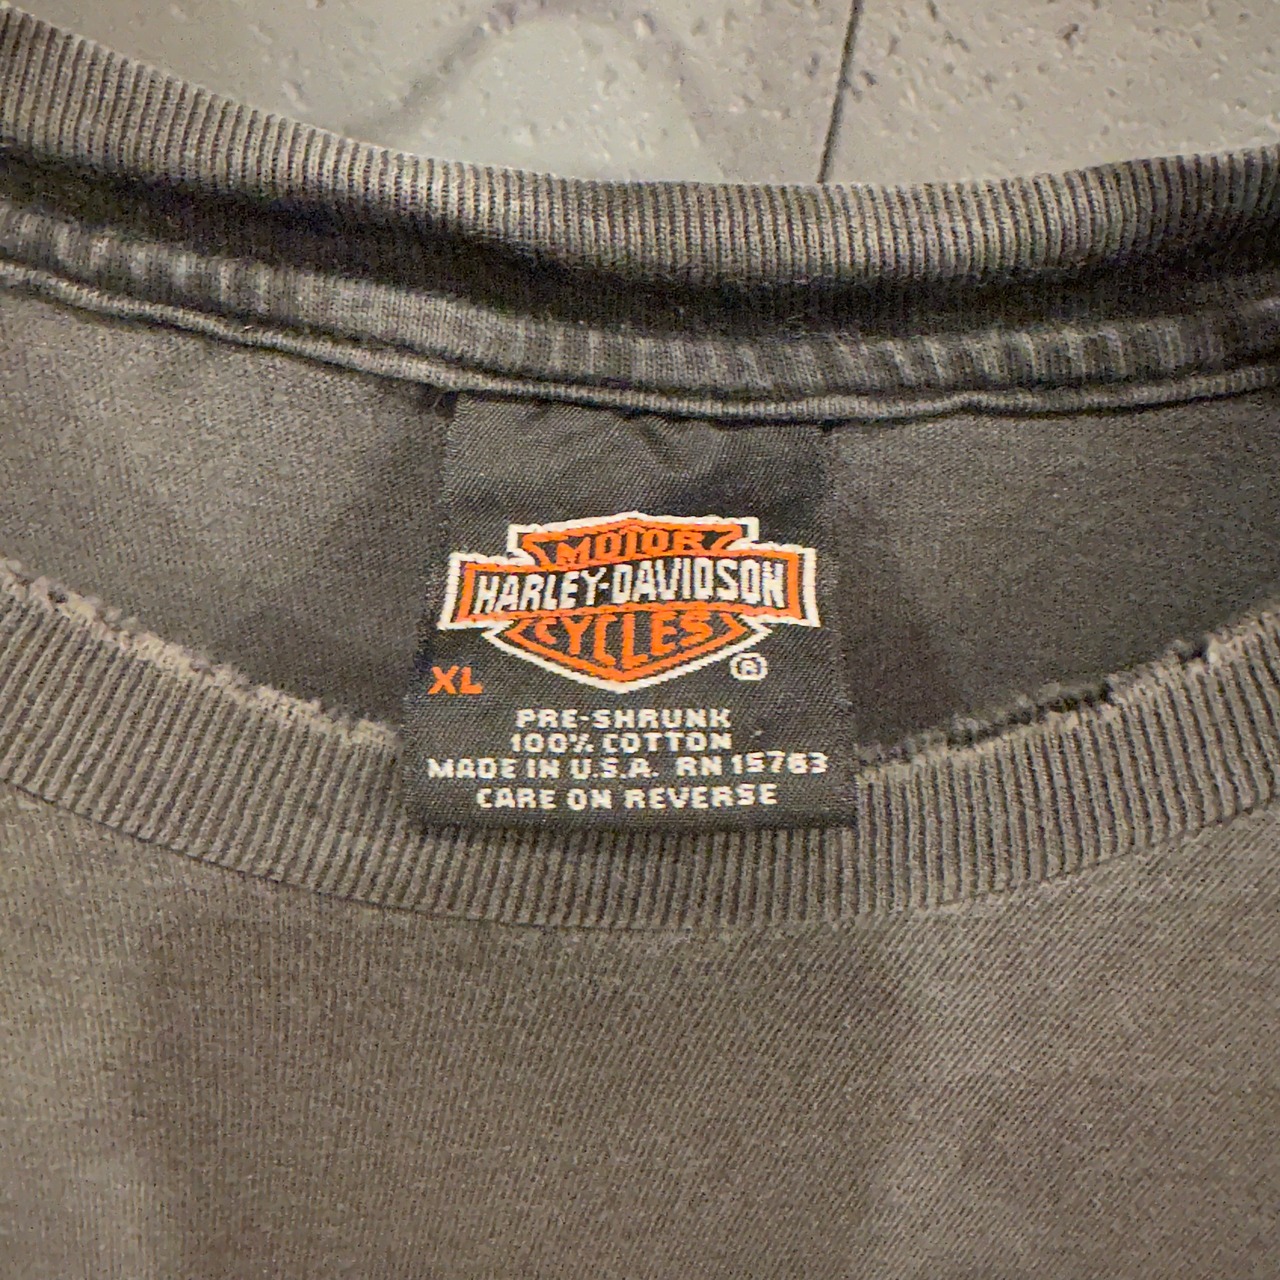 MOTOR
HARLEY-DAVIDSON
CYCLES
®
XL
PRE-SHRUNK
100% COTTON
MADE IN U.S.A. RN 15763
CARE ON REVERSE